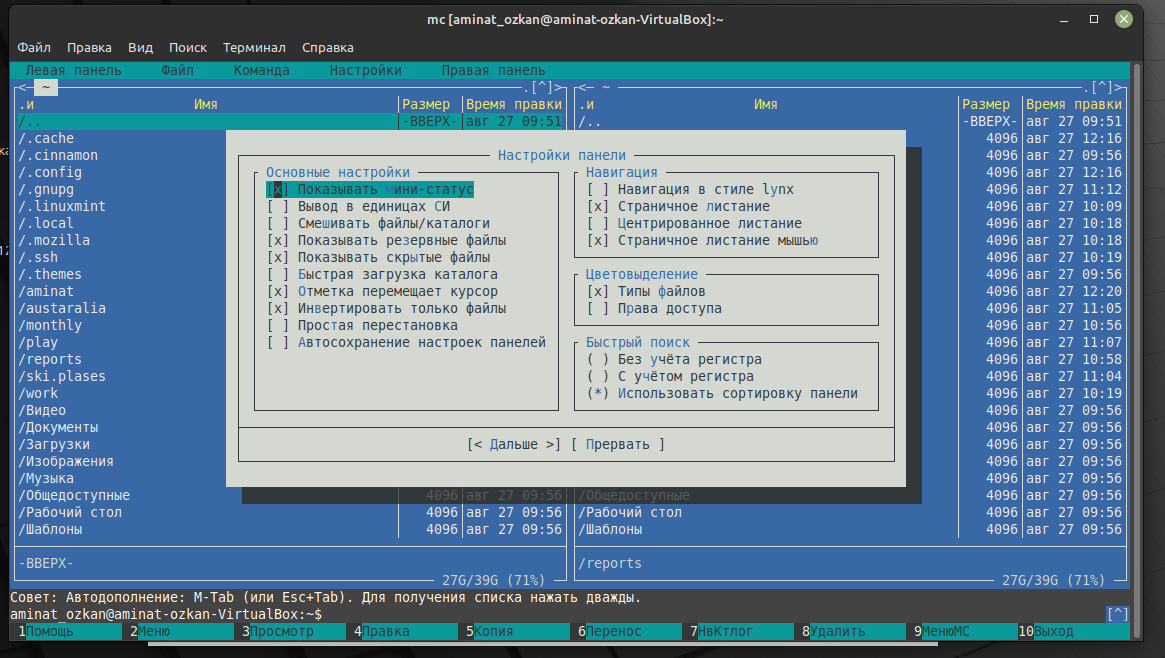 mc [aminat_ozkan@aminat-ozkan-VirtualBox]:~
Файл Правка Вид Поиск Терминал Справка
Левая панель Файл Команда Настройки Правая панель
<─ ~ .[^]> <─ ~ .[^]>
.и Имя Размер Время правки .и Имя Размер Время правки
/.. -ВВЕРХ- авг 27 09:51 /.. -ВВЕРХ- авг 27 09:51
/.cache 4096 авг 27 12:16
/.cinnamon Настройки панели 4096 авг 27 09:56
/.config Основные настройки Навигация 4096 авг 27 12:16
/.gnupg [x] Показывать мини-статус [ ] Навигация в стиле lynx 4096 авг 27 11:12
/.linuxmint [ ] Вывод в единицах СИ [x] Страничное листание 4096 авг 27 10:09
/.local [ ] Смешивать файлы/каталоги [ ] Центрированное листание 4096 авг 27 10:18
/.mozilla [x] Показывать резервные файлы [x] Страничное листание мышью 4096 авг 27 10:18
/.ssh [x] Показывать скрытые файлы 4096 авг 27 10:19
/.themes [ ] Быстрая загрузка каталога Цветовыделение 4096 авг 27 09:56
/aminat [x] Отметка перемещает курсор [x] Типы файлов 4096 авг 27 12:20
/austaralia [x] Инвертировать только файлы [ ] Права доступа 4096 авг 27 11:05
/monthly [ ] Простая перестановка 4096 авг 27 10:56
/play [ ] Автосохранение настроек панелей Быстрый поиск 4096 авг 27 11:07
/reports ( ) Без учёта регистра 4096 авг 27 10:58
/ski.plases ( ) С учётом регистра 4096 авг 27 11:04
/work (*) Использовать сортировку панели 4096 авг 27 10:19
/Видео 4096 авг 27 09:56
/Документы 4096 авг 27 09:56
/Загрузки [< Дальше >] [ Прервать ] 4096 авг 27 09:56
/Изображения 4096 авг 27 09:56
/Музыка 4096 авг 27 09:56
/Общедоступные 4096 авг 27 09:56 /Общедоступные 4096 авг 27 09:56
/Рабочий стол 4096 авг 27 09:56 /Рабочий стол 4096 авг 27 09:56
/Шаблоны 4096 авг 27 09:56 /Шаблоны 4096 авг 27 09:56
-ВВЕРХ- /reports
27G/39G (71%) 27G/39G (71%)
Совет: Автодополнение: M-Tab (или Esc+Tab). Для получения списка нажать дважды.
aminat_ozkan@aminat-ozkan-VirtualBox:~$ [^]
1Помощь 2Меню 3Просмотр 4Правка 5Копия 6Перенос 7НвКтлог 8Удалить 9МенюМС 10Выход